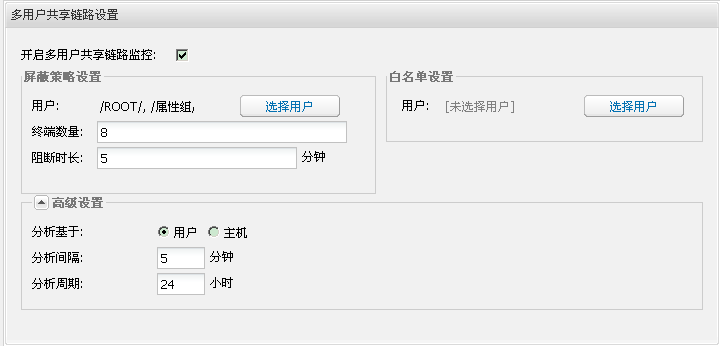 多用户共享链路设置
开启多用户共享链路监控:
屏蔽策略设置
用户: /ROOT/, /属性组, 选择用户
终端数量: 8
阻断时长: 5 分钟
白名单设置
用户: [未选择用户] 选择用户
高级设置
分析基于: 用户 主机
分析间隔: 5 分钟
分析周期: 24 小时